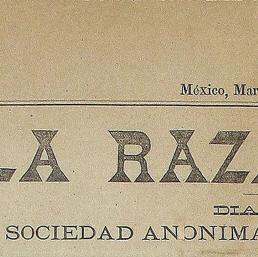 México, Mar
LA RAZA
DIA
SOCIEDAD ANONIMA